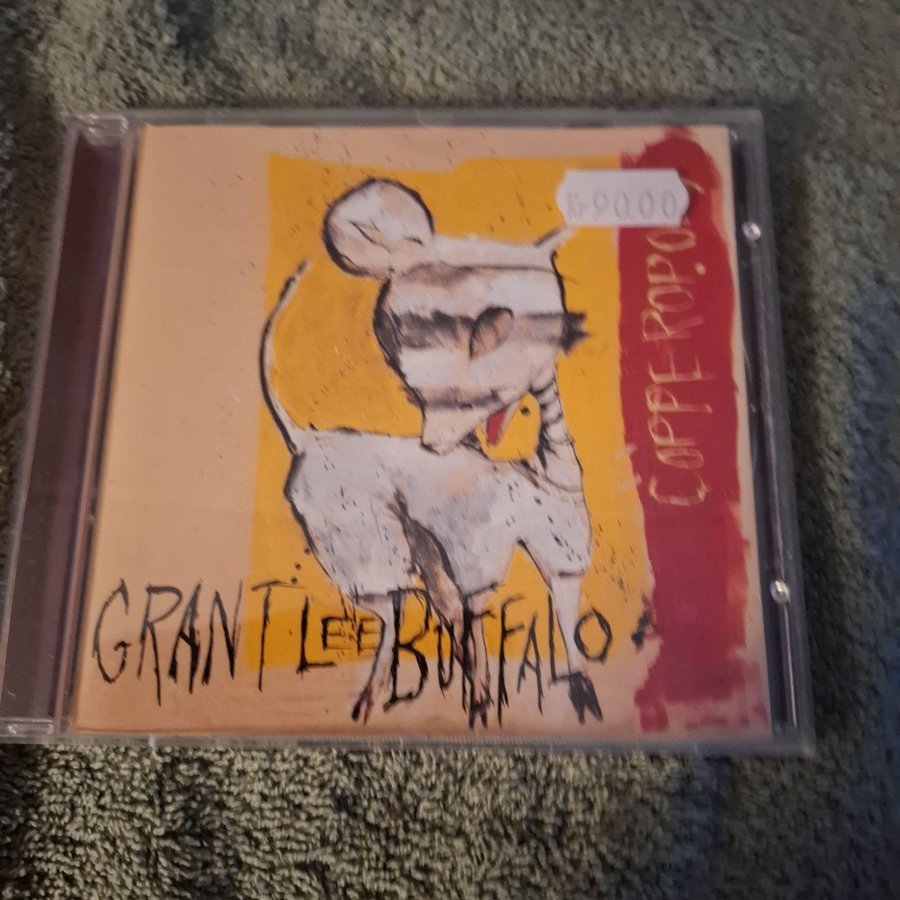 Kr90.00
COPPEROPOLIS
GRANT LEE BUFFALO